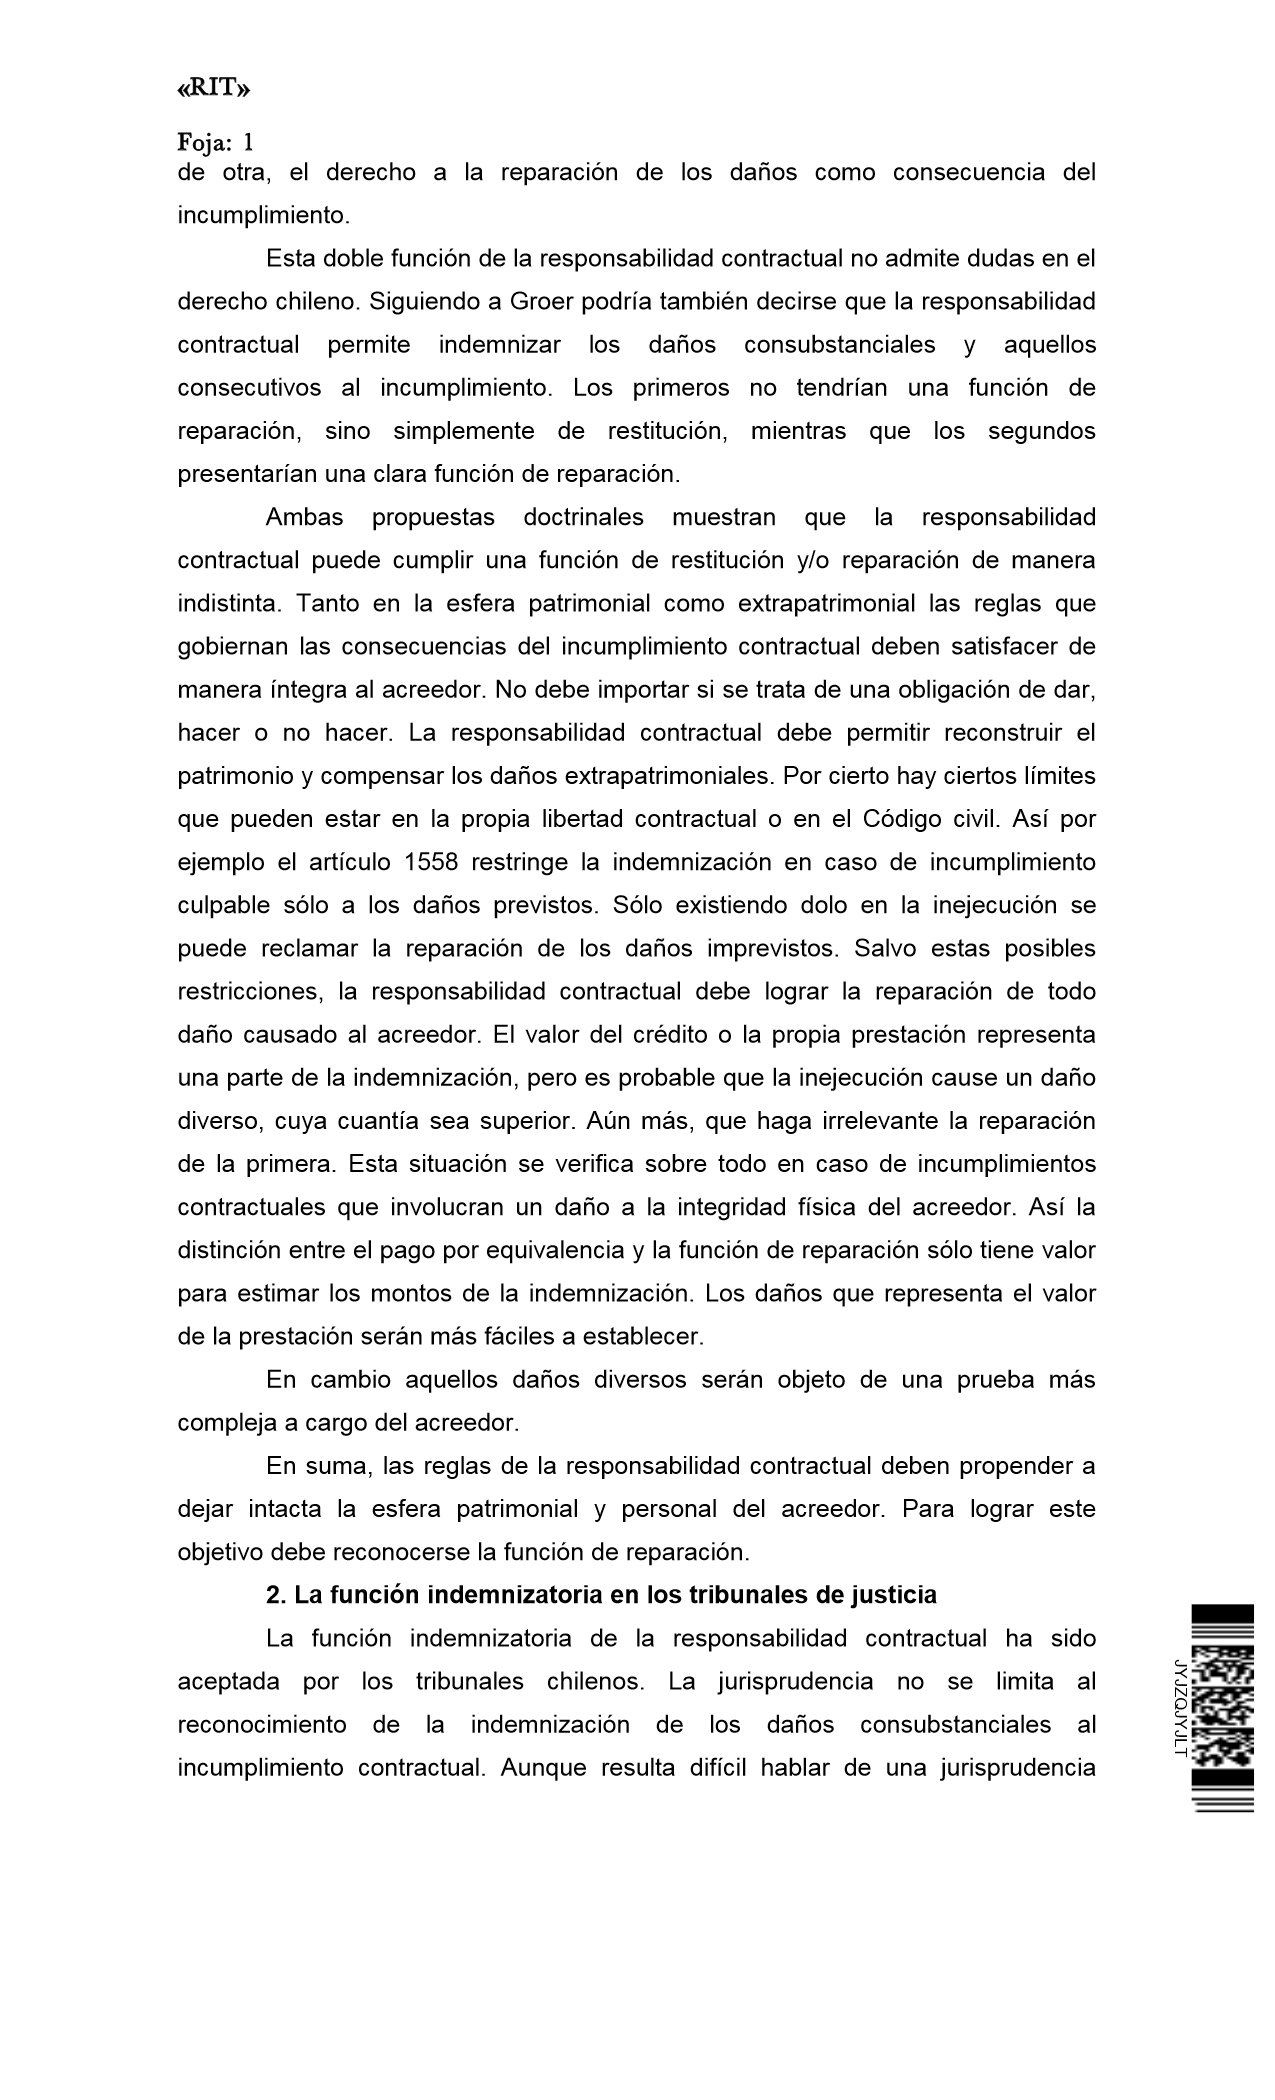 «RIT»
Foja: 1
de otra, el derecho a la reparación de los daños como consecuencia del
incumplimiento.
Esta doble función de la responsabilidad contractual no admite dudas en el
derecho chileno. Siguiendo a Groer podría también decirse que la responsabilidad
contractual permite indemnizar los daños consubstanciales y aquellos
consecutivos al incumplimiento. Los primeros no tendrían una función de
reparación, sino simplemente de restitución, mientras que los segundos
presentarían una clara función de reparación.
Ambas propuestas doctrinales muestran que la responsabilidad
contractual puede cumplir una función de restitución y/o reparación de manera
indistinta. Tanto en la esfera patrimonial como extrapatrimonial las reglas que
gobiernan las consecuencias del incumplimiento contractual deben satisfacer de
manera íntegra al acreedor. No debe importar si se trata de una obligación de dar,
hacer o no hacer. La responsabilidad contractual debe permitir reconstruir el
patrimonio y compensar los daños extrapatrimoniales. Por cierto hay ciertos límites
que pueden estar en la propia libertad contractual o en el Código civil. Así por
ejemplo el artículo 1558 restringe la indemnización en caso de incumplimiento
culpable sólo a los daños previstos. Sólo existiendo dolo en la inejecución se
puede reclamar la reparación de los daños imprevistos. Salvo estas posibles
restricciones, la responsabilidad contractual debe lograr la reparación de todo
daño causado al acreedor. El valor del crédito o la propia prestación representa
una parte de la indemnización, pero es probable que la inejecución cause un daño
diverso, cuya cuantía sea superior. Aún más, que haga irrelevante la reparación
de la primera. Esta situación se verifica sobre todo en caso de incumplimientos
contractuales que involucran un daño a la integridad física del acreedor. Así la
distinción entre el pago por equivalencia y la función de reparación sólo tiene valor
para estimar los montos de la indemnización. Los daños que representa el valor
de la prestación serán más fáciles a establecer.
En cambio aquellos daños diversos serán objeto de una prueba más
compleja a cargo del acreedor.
En suma, las reglas de la responsabilidad contractual deben propender a
dejar intacta la esfera patrimonial y personal del acreedor. Para lograr este
objetivo debe reconocerse la función de reparación.
2. La función indemnizatoria en los tribunales de justicia
La función indemnizatoria de la responsabilidad contractual ha sido
aceptada por los tribunales chilenos. La jurisprudencia no se limita al
reconocimiento de la indemnización de los daños consubstanciales al
incumplimiento contractual. Aunque resulta difícil hablar de una jurisprudencia
JYJZQJYJLT